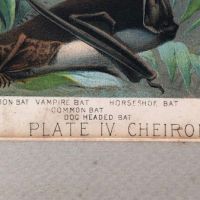 MON BAT VAMPIRE BAT HORSESHOE BAT
COMMON BAT
DOG HEADED BAT
PLATE IV. CHEIRO